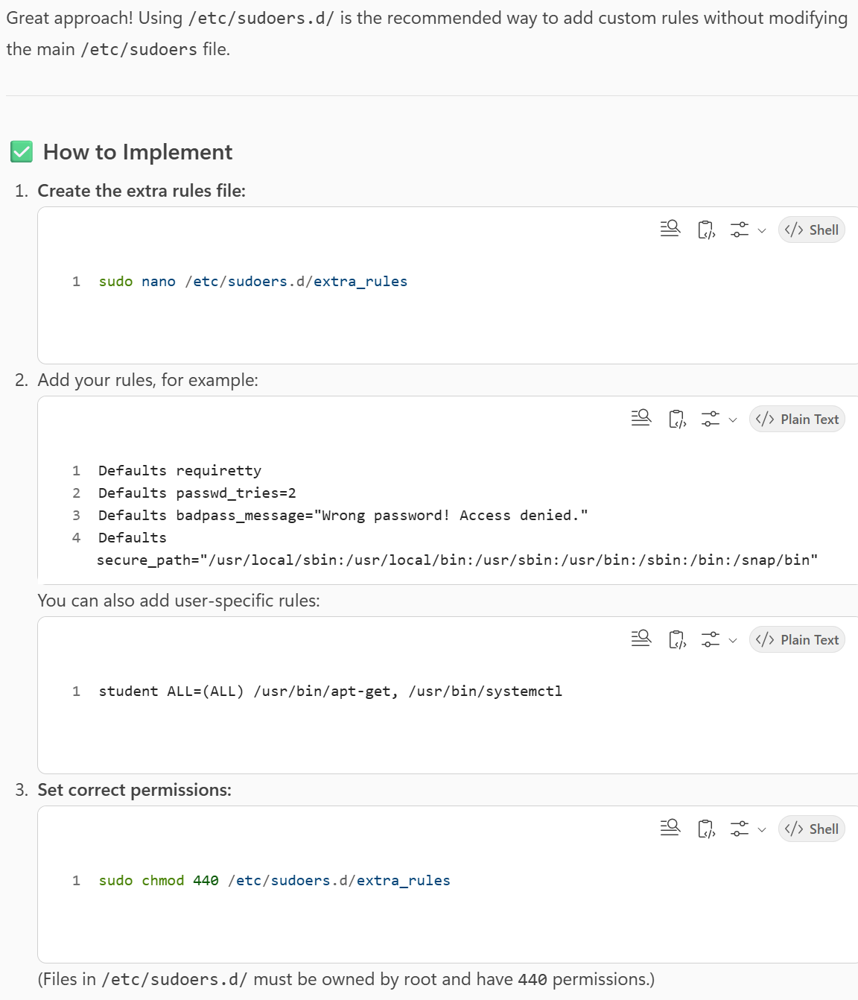 Great approach! Using /etc/sudoers.d/ is the recommended way to add custom rules without modifying
the main /etc/sudoers file.
✅ How to Implement
1. Create the extra rules file:
</> Shell
1 sudo nano /etc/sudoers.d/extra_rules
2. Add your rules, for example:
</> Plain Text
1 Defaults requiretty
2 Defaults passwd_tries=2
3 Defaults badpass_message="Wrong password! Access denied."
4 Defaults
secure_path="/usr/local/sbin:/usr/local/bin:/usr/sbin:/usr/bin:/sbin:/bin:/snap/bin"
You can also add user-specific rules:
</> Plain Text
1 student ALL=(ALL) /usr/bin/apt-get, /usr/bin/systemctl
3. Set correct permissions:
</> Shell
1 sudo chmod 440 /etc/sudoers.d/extra_rules
(Files in /etc/sudoers.d/ must be owned by root and have 440 permissions.)